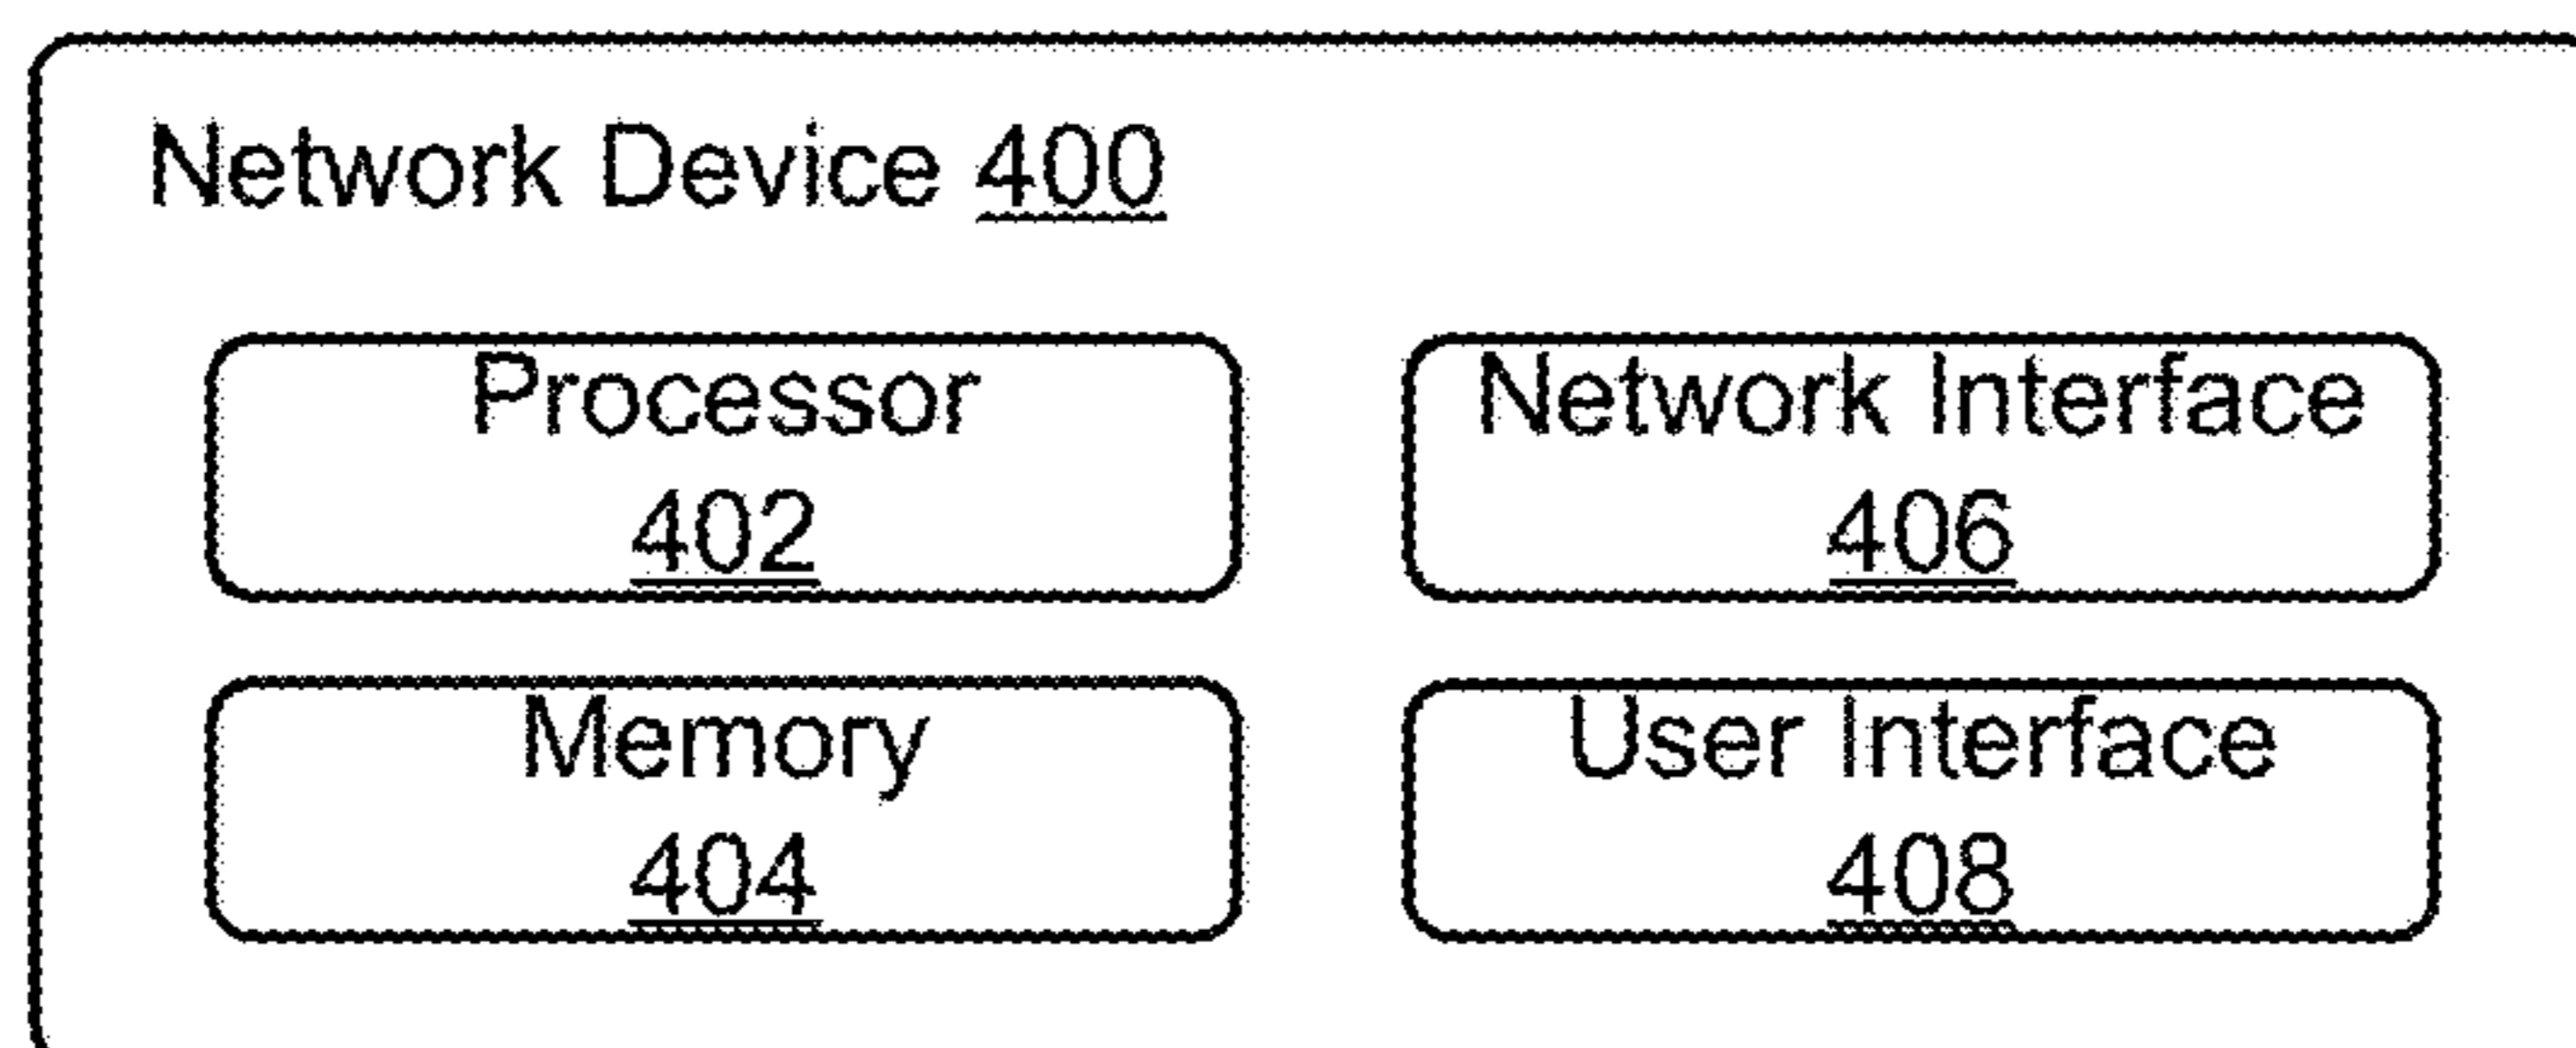 Network Device 400
Processor
402
Network Interface
406
Memory
404
User Interface
408